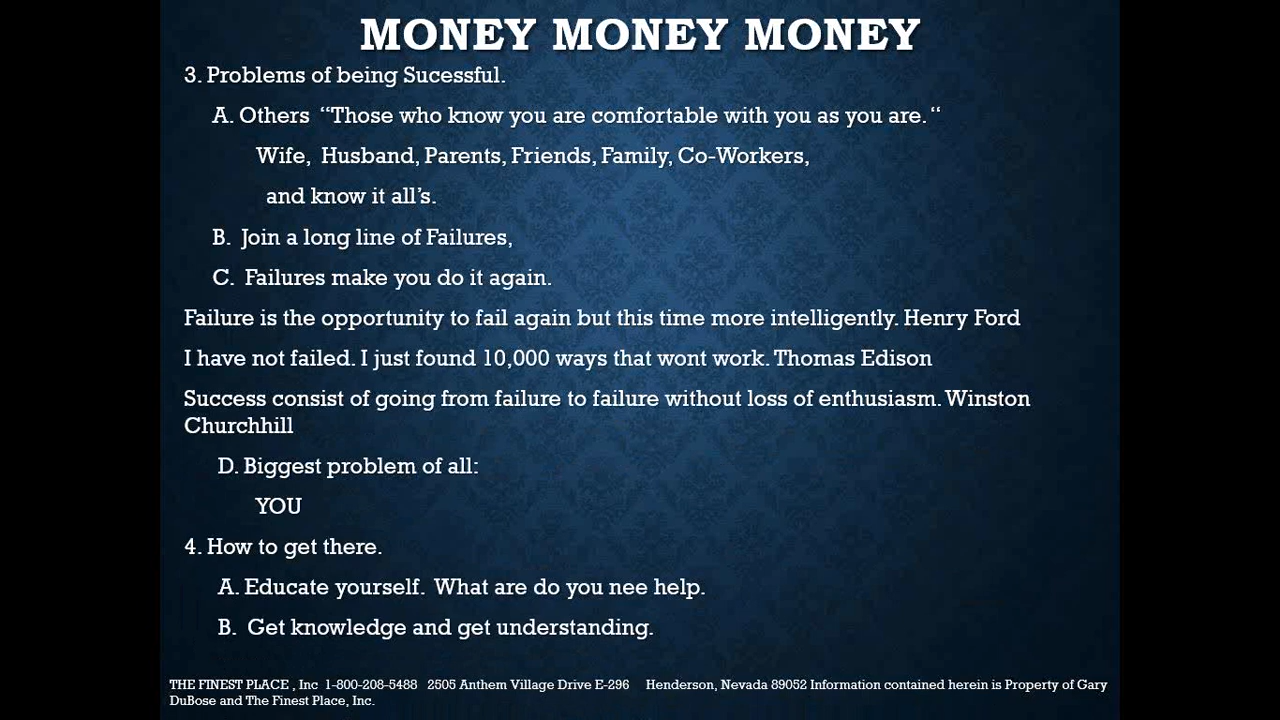 MONEY MONEY MONEY
3. Problems of being Sucessful.
A. Others “Those who know you are comfortable with you as you are.“
Wife, Husband, Parents, Friends, Family, Co-Workers,
and know it all’s.
B. Join a long line of Failures,
C. Failures make you do it again.
Failure is the opportunity to fail again but this time more intelligently. Henry Ford
I have not failed. I just found 10,000 ways that wont work. Thomas Edison
Success consist of going from failure to failure without loss of enthusiasm. Winston
Churchhill
D. Biggest problem of all:
YOU
4. How to get there.
A. Educate yourself. What are do you nee help.
B. Get knowledge and get understanding.
THE FINEST PLACE , Inc 1-800-208-5488 2505 Anthem Village Drive E-296 Henderson, Nevada 89052 Information contained herein is Property of Gary
DuBose and The Finest Place, Inc.